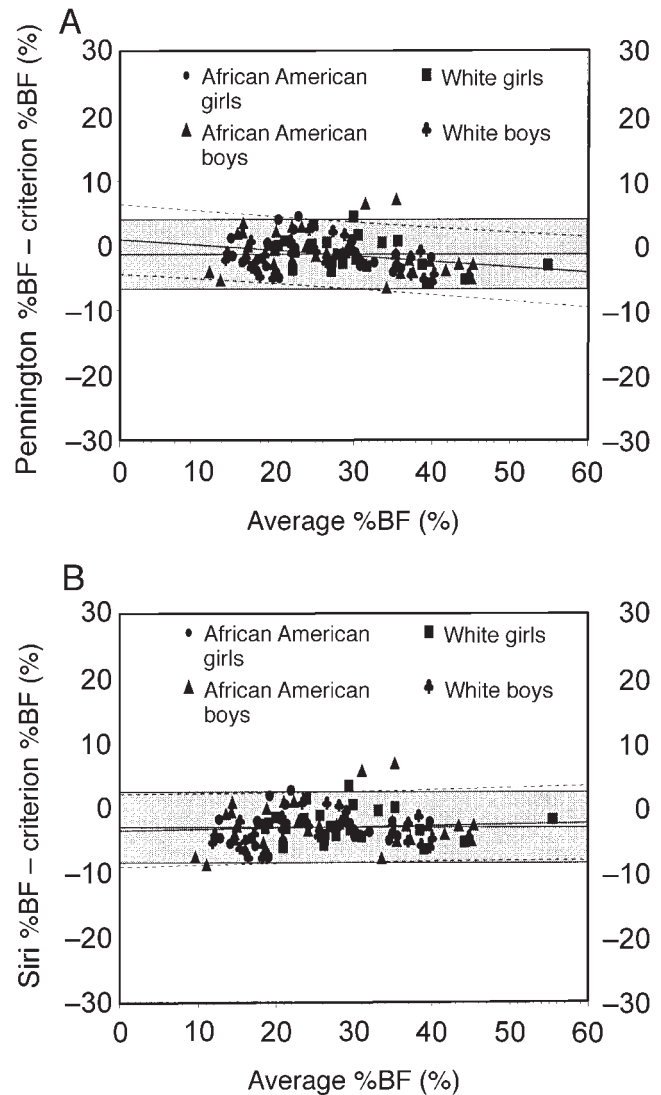 A
Pennington %BF – criterion %BF (%)
30
20
10
0
–10
–20
–30
African American
girls
African American
boys
White girls
White boys
30
20
10
0
–10
–20
–30
0 10 20 30 40 50 60
Average %BF (%)
B
Siri %BF – criterion %BF (%)
30
20
10
0
–10
–20
–30
African American
girls
African American
boys
White girls
White boys
30
20
10
0
–10
–20
–30
0 10 20 30 40 50 60
Average %BF (%)